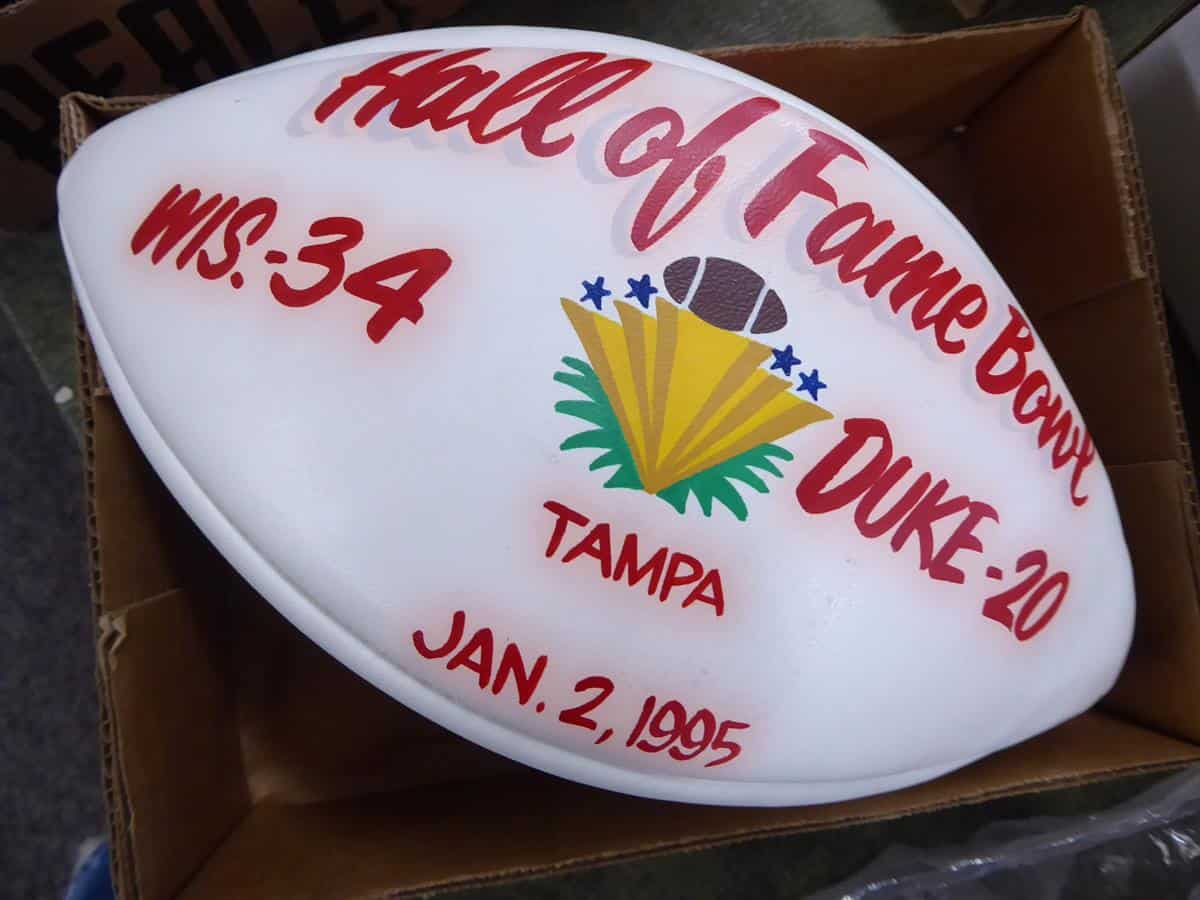 Hall of Fame Bowl
WIS.-34
DUKE-20
TAMPA
JAN. 2, 1995